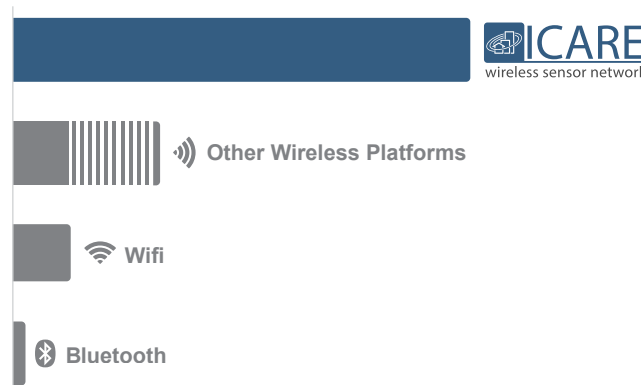 ICARE
wireless sensor network
Other Wireless Platforms
Wifi
Bluetooth